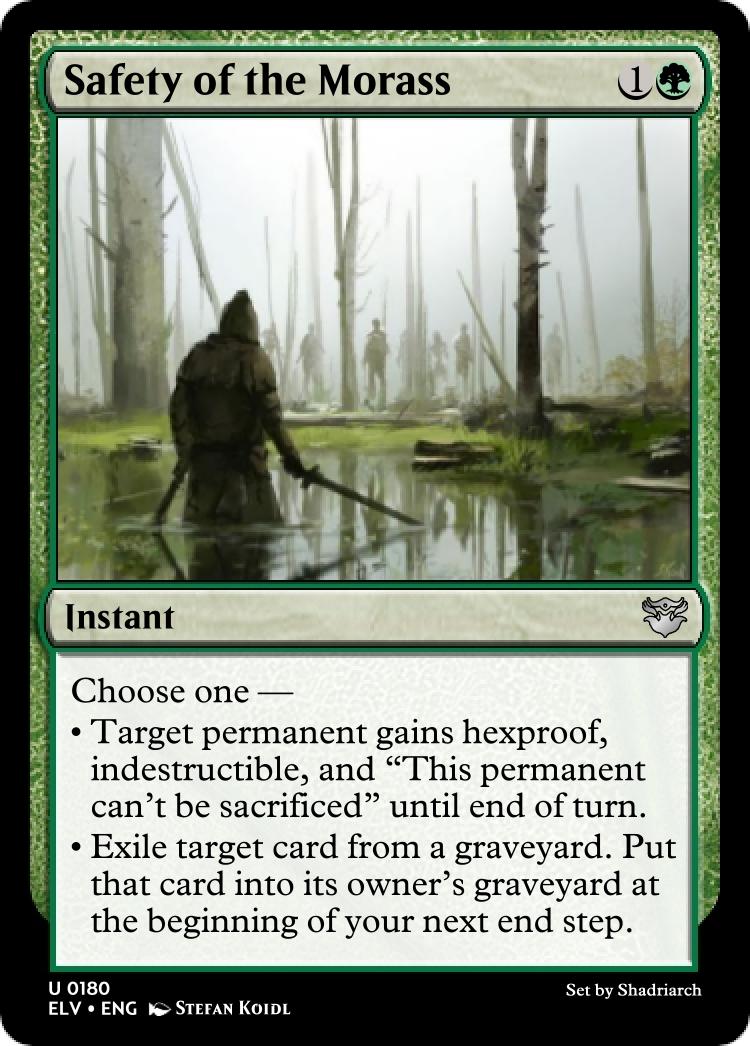 Safety of the Morass
1
Instant
Choose one —
• Target permanent gains hexproof,
indestructible, and “This permanent
can’t be sacrificed” until end of turn.
• Exile target card from a graveyard. Put
that card into its owner’s graveyard at
the beginning of your next end step.
U 0180
Set by Shadriarch
ELV • ENG STEFAN KOIDL